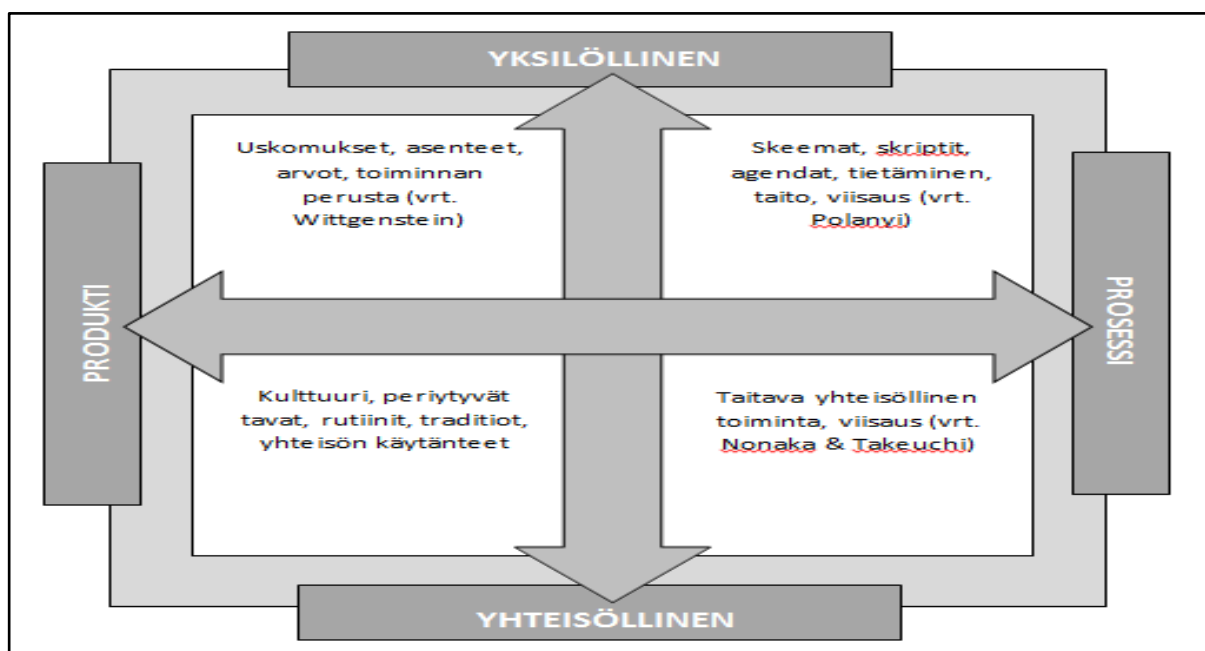 YKSILÖLLINEN
Uskomukset, asenteet,
arvot, toiminnan
perusta (vrt.
Wittgenstein)
Skeemat, skriptit,
agendat, tietäminen,
taito, viisaus (vrt.
Polanyi)
PRODUKTI
PROSESSI
Kulttuuri, periytyvät
tavat, rutiinit, traditiot,
yhteisön käytänteet
Taitava yhteisöllinen
toiminta, viisaus (vrt.
Nonaka & Takeuchi)
YHTEISÖLLINEN